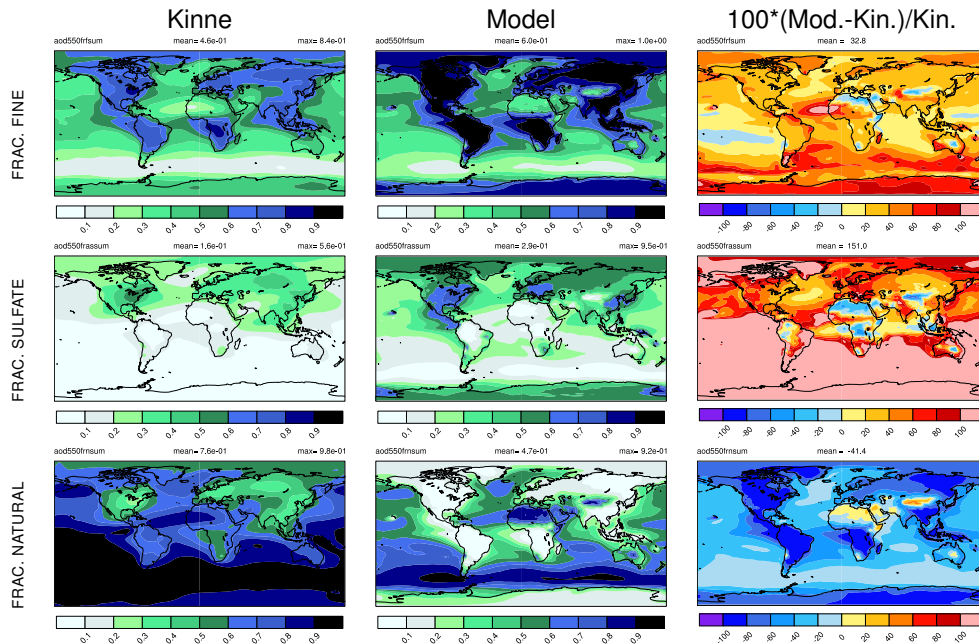 Kinne Model 100*(Mod.-Kin.)/Kin.
aod550frfsum mean= 4.6e-01 max= 8.4e-01 aod550frfsum mean= 6.0e-01 max= 1.0e+00 aod550frfsum mean = 32.8
FRAC. FINE
0.1 0.2 0.3 0.4 0.5 0.6 0.7 0.8 0.9 0.1 0.2 0.3 0.4 0.5 0.6 0.7 0.8 0.9 -100 -80 -60 -40 -20 0 20 40 60 80 100
aod550frassum mean= 1.6e-01 max= 5.6e-01 aod550frassum mean= 2.9e-01 max= 9.5e-01 aod550frassum mean = 151.0
FRAC. SULFATE
0.1 0.2 0.3 0.4 0.5 0.6 0.7 0.8 0.9 0.1 0.2 0.3 0.4 0.5 0.6 0.7 0.8 0.9 -100 -80 -60 -40 -20 0 20 40 60 80 100
aod550frnsum mean= 7.6e-01 max= 9.8e-01 aod550frnsum mean= 4.7e-01 max= 9.2e-01 aod550frnsum mean = -41.4
FRAC. NATURAL
0.1 0.2 0.3 0.4 0.5 0.6 0.7 0.8 0.9 0.1 0.2 0.3 0.4 0.5 0.6 0.7 0.8 0.9 -100 -80 -60 -40 -20 0 20 40 60 80 100